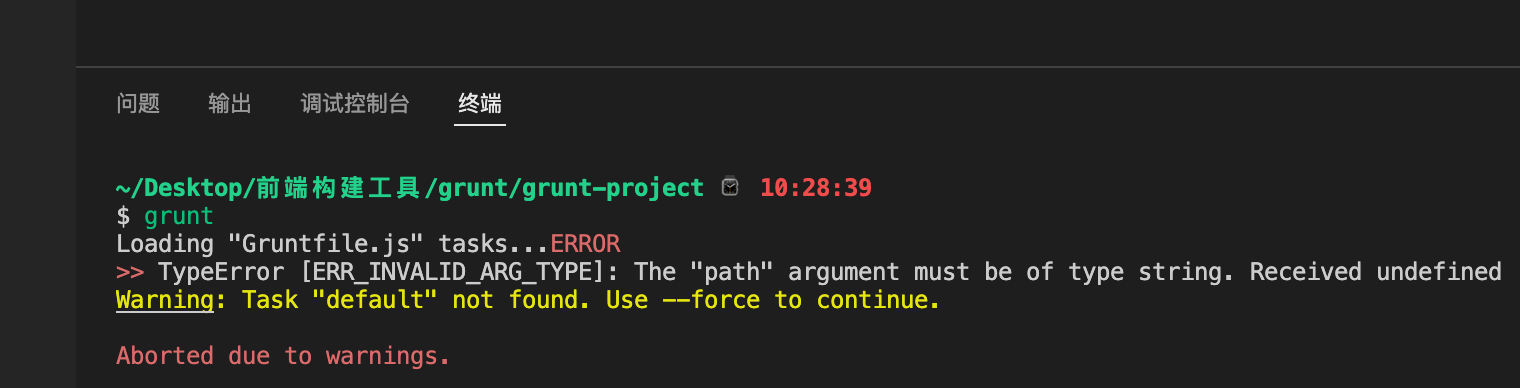 问题 输出 调试控制台 终端
~/Desktop/前端构建工具/grunt/grunt-project 10:28:39
$ grunt
Loading "Gruntfile.js" tasks...ERROR
>> TypeError [ERR_INVALID_ARG_TYPE]: The "path" argument must be of type string. Received undefined
Warning: Task "default" not found. Use --force to continue.
Aborted due to warnings.